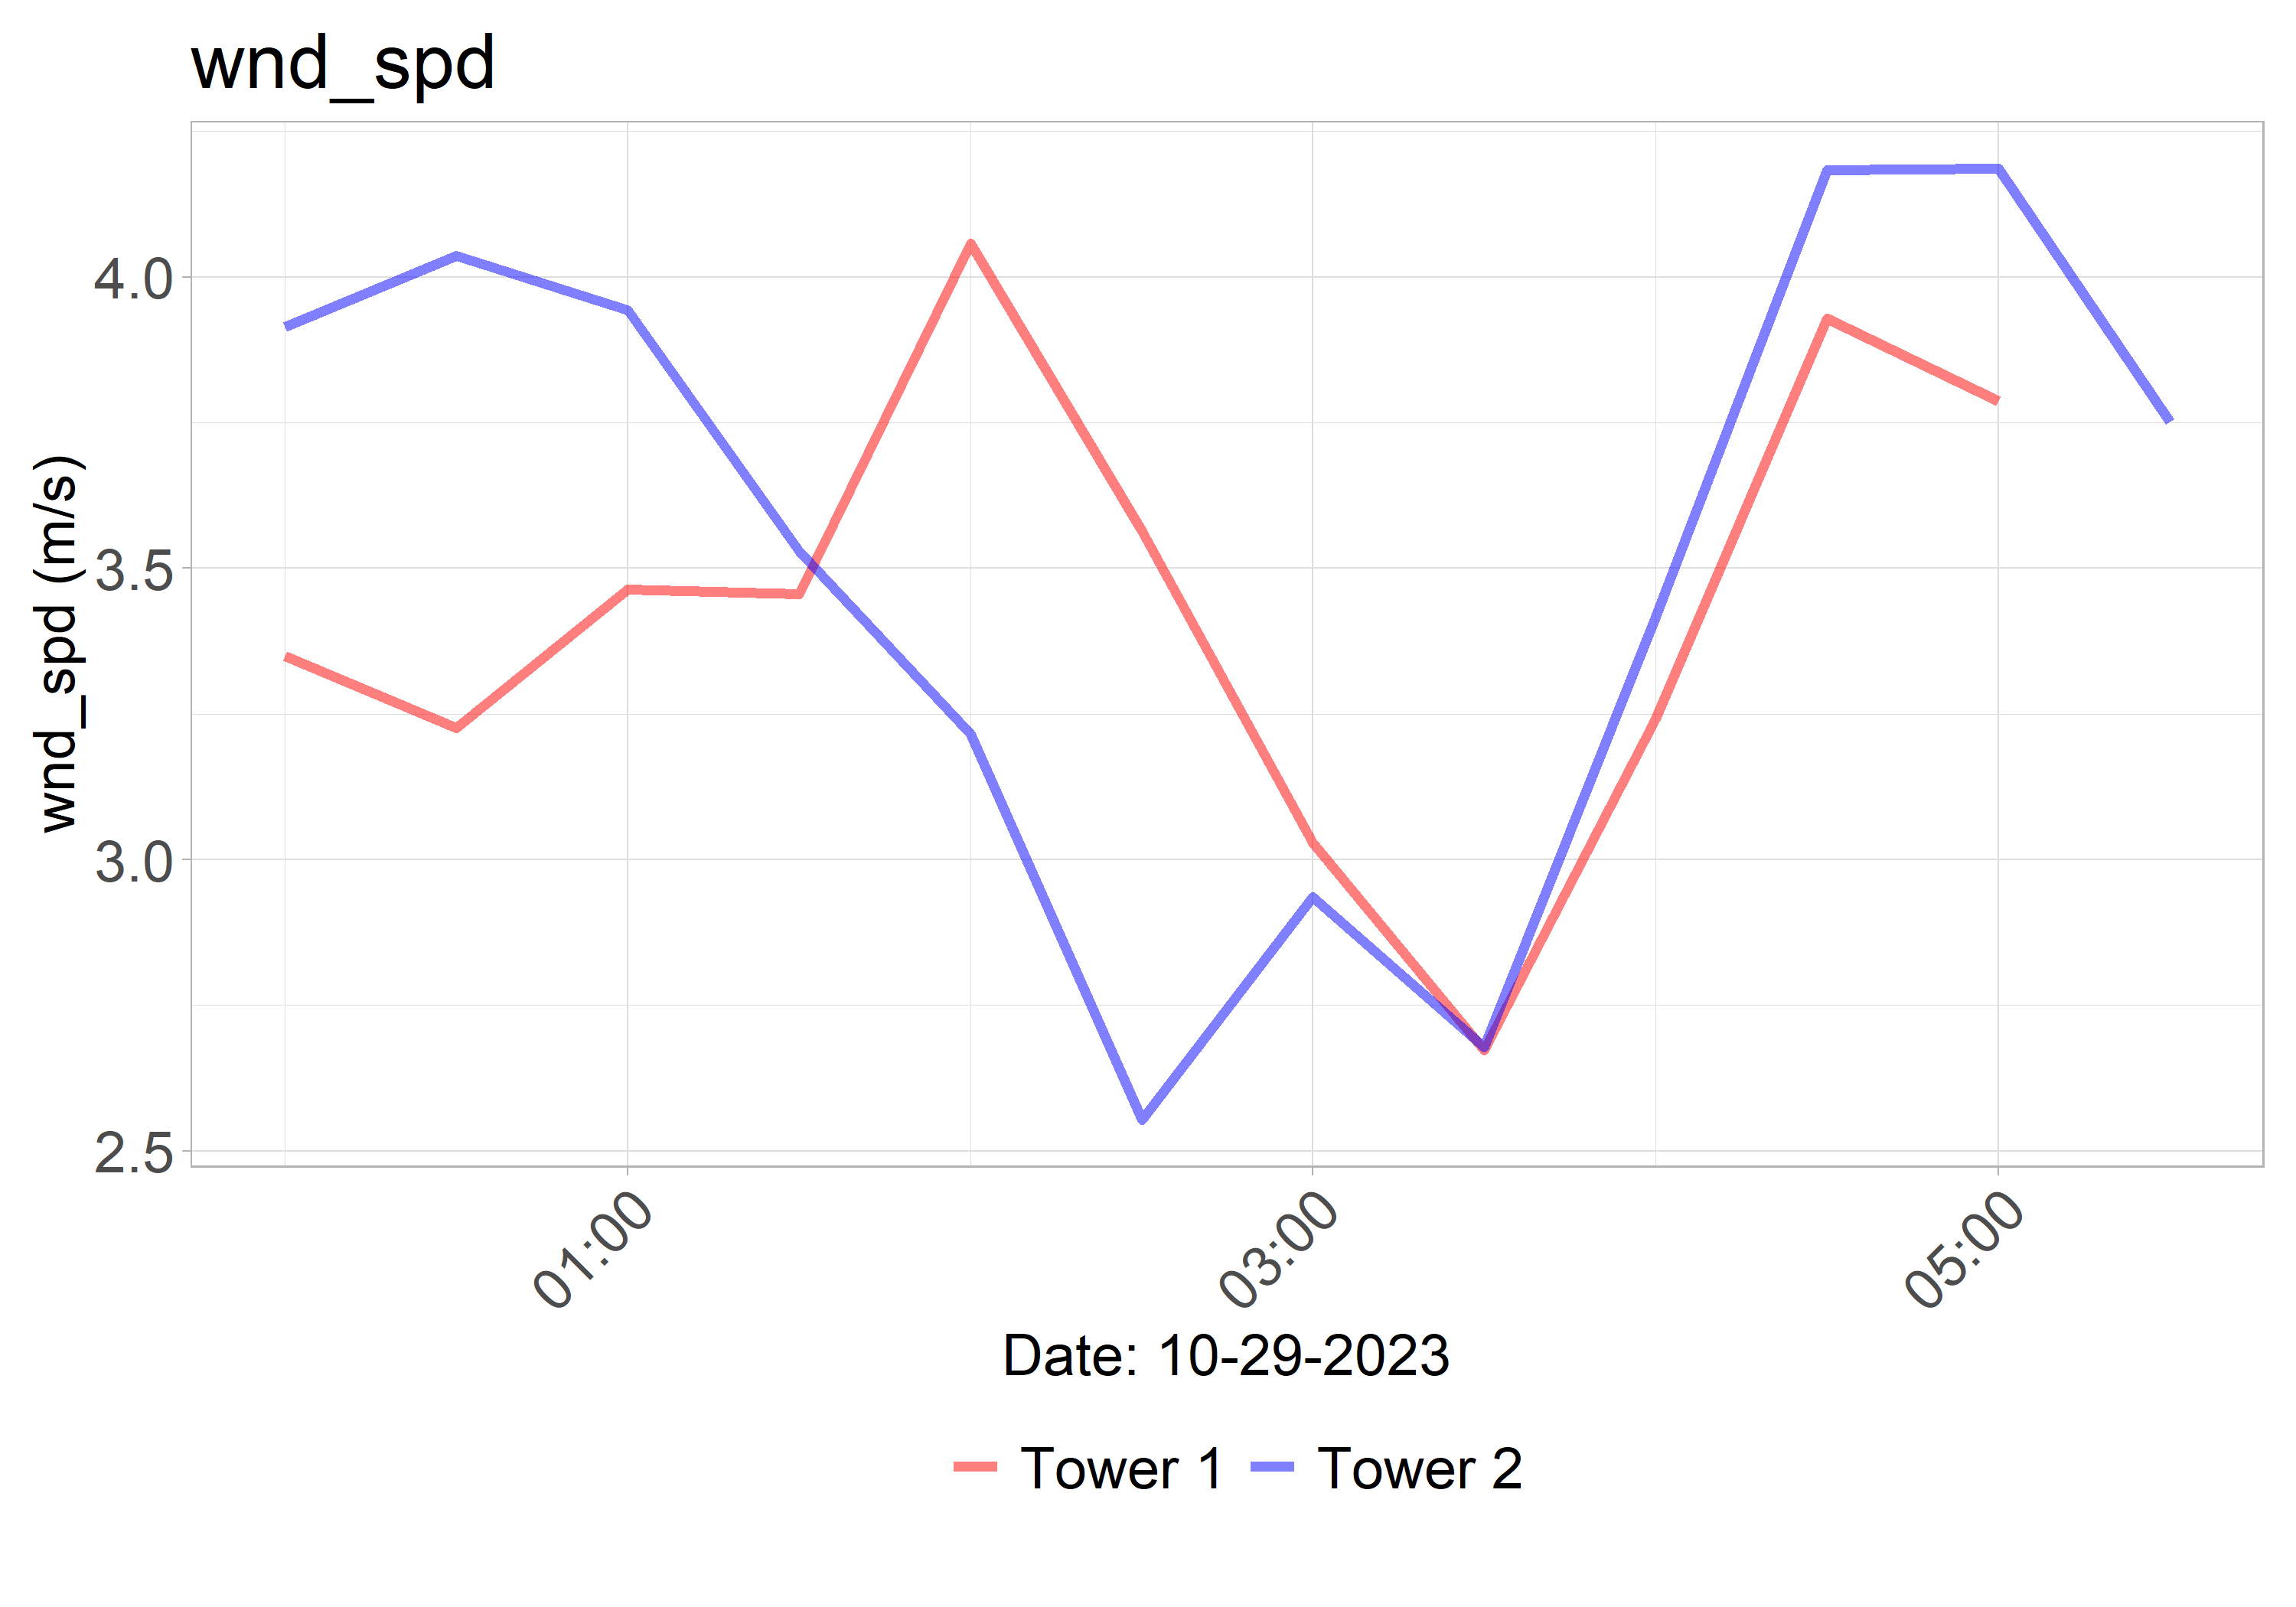 wnd_spd
wnd_spd (m/s)
4.0
3.5
3.0
2.5
01:00
03:00
05:00
Date: 10-29-2023
Tower 1
Tower 2